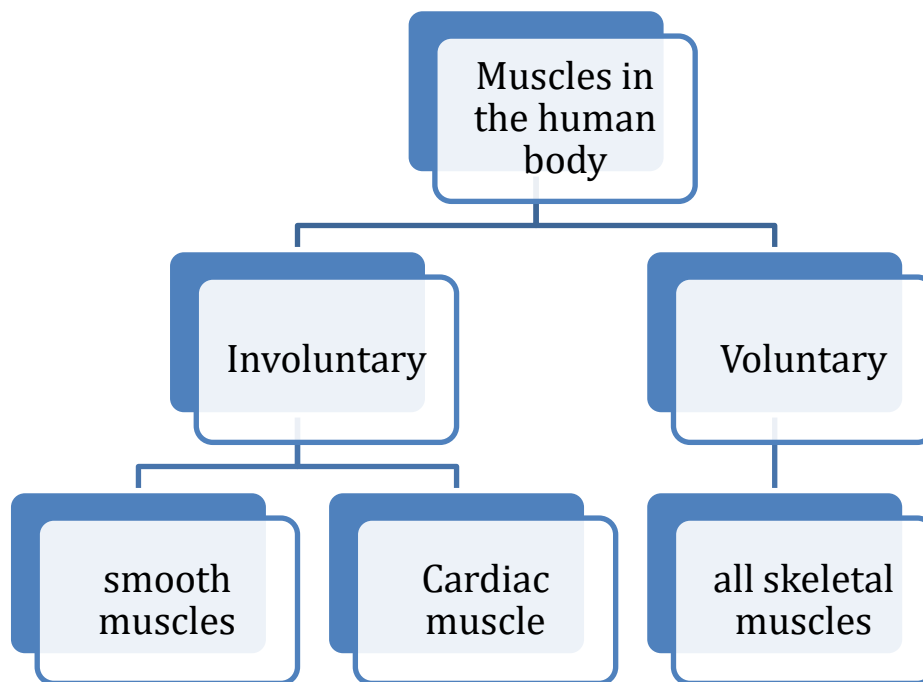 Muscles in
the human
body
Involuntary
Voluntary
smooth
muscles
Cardiac
muscle
all skeletal
muscles